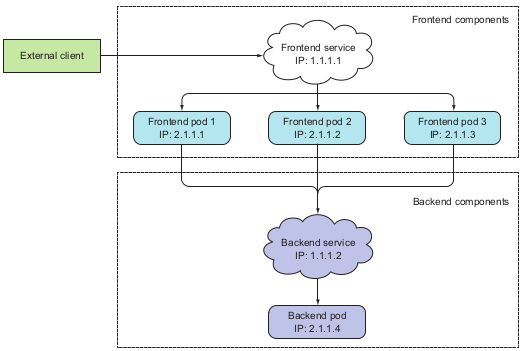 Frontend components
External client
Frontend service
IP: 1.1.1.1
Frontend pod 1
IP: 2.1.1.1
Frontend pod 2
IP: 2.1.1.2
Frontend pod 3
IP: 2.1.1.3
Backend components
Backend service
IP: 1.1.1.2
Backend pod
IP: 2.1.1.4